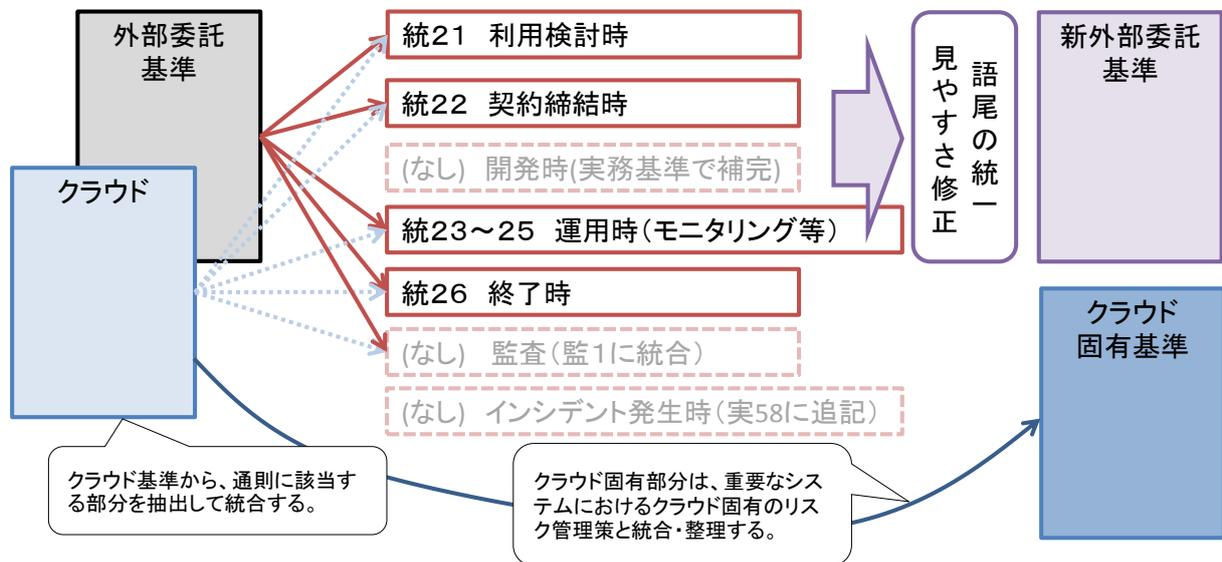 外部委託
基準
クラウド
統21 利用検討時
統22 契約締結時
(なし) 開発時(実務基準で補完)
統23～25 運用時(モニタリング等)
統26 終了時
(なし) 監査(監1に統合)
(なし) インシデント発生時(実58に追記)
語尾の統一
見やすさ修正
新外部委託
基準
クラウド
固有基準
クラウド基準から、通則に該当す
る部分を抽出して統合する。
クラウド固有部分は、重要なシス
テムにおけるクラウド固有のリス
ク管理策と統合・整理する。